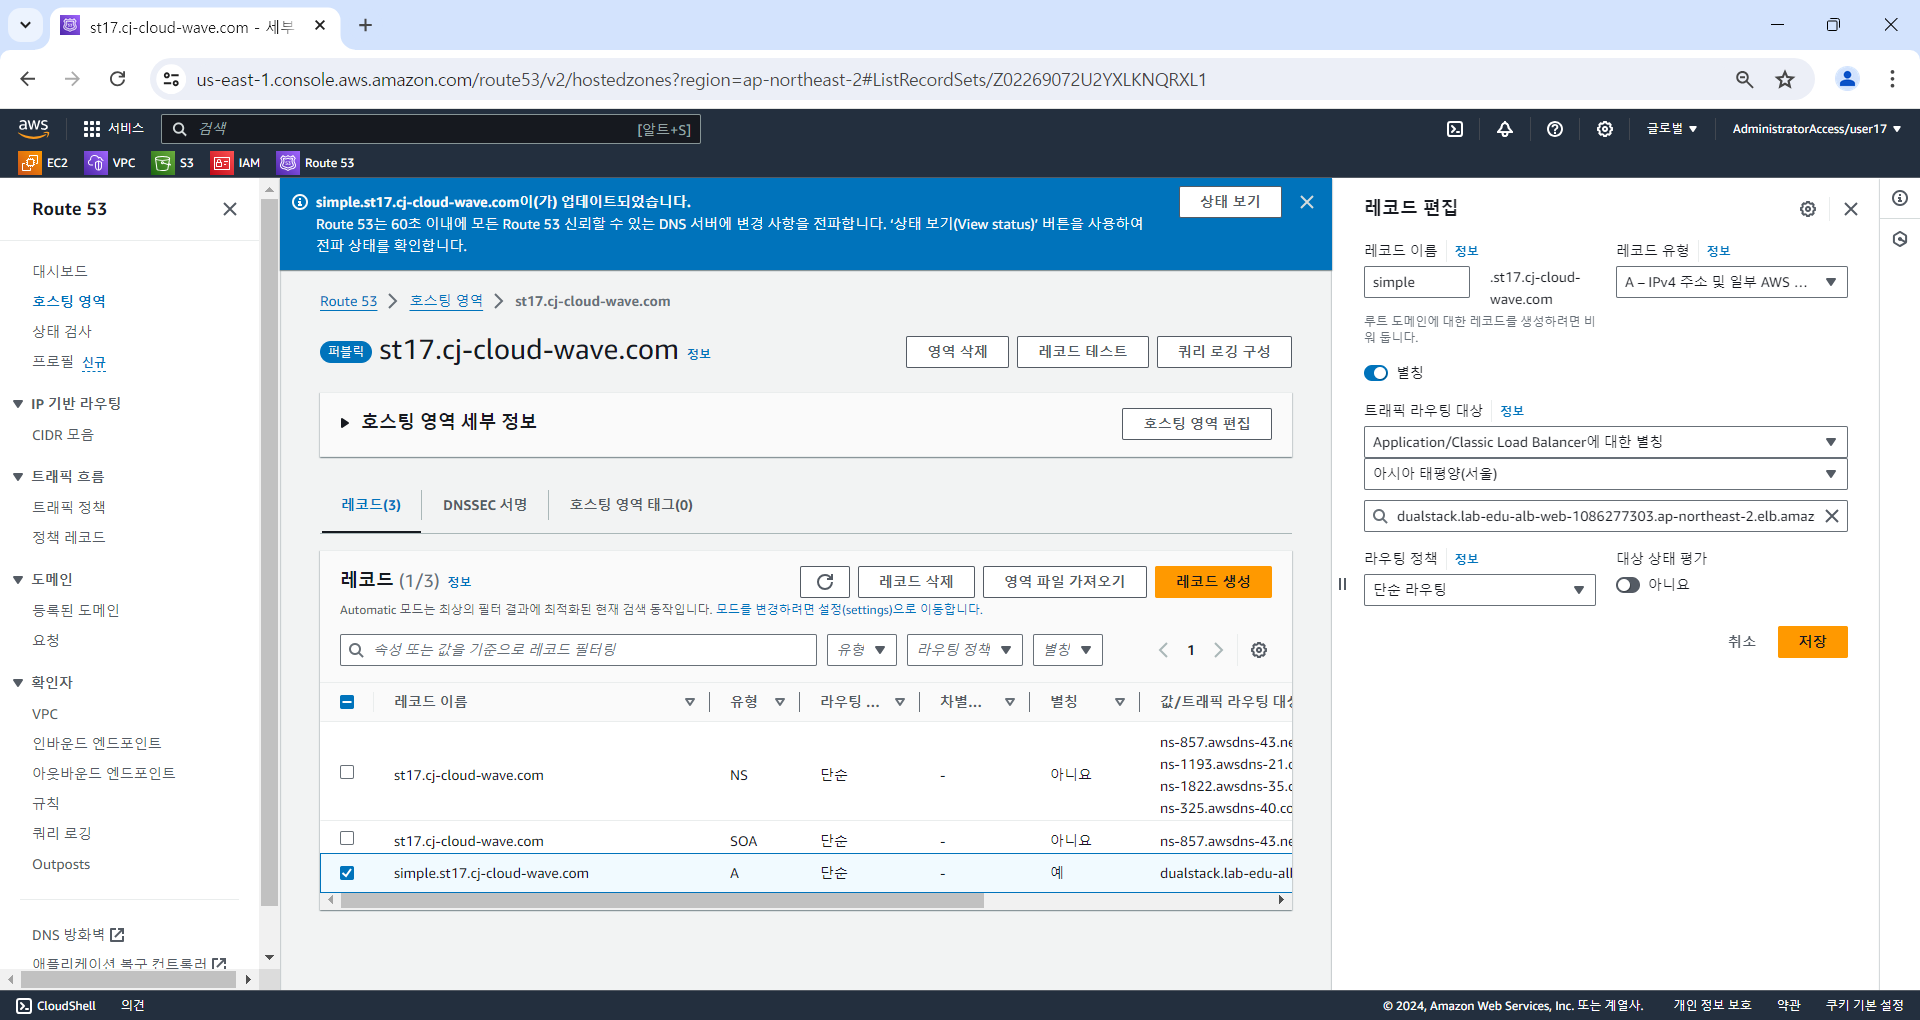 st17.cj-cloud-wave.com - 세부
us-east-1.console.aws.amazon.com/route53/v2/hostedzones?region=ap-northeast-2#ListRecordSets/Z02269072U2YXLKNQRXL1
aws
서비스
검색
[알트+S]
글로벌
AdministratorAccess/user17
EC2
VPC
S3
IAM
Route 53
Route 53
대시보드
호스팅 영역
상태 검사
프로필 신규
IP 기반 라우팅
CIDR 모음
트래픽 흐름
트래픽 정책
정책 레코드
도메인
등록된 도메인
요청
확인자
VPC
인바운드 엔드포인트
아웃바운드 엔드포인트
규칙
쿼리 로깅
Outposts
DNS 방화벽
애플리케이션 복구 컨트롤러
simple.st17.cj-cloud-wave.com이(가) 업데이트되었습니다.
Route 53는 60초 이내에 모든 Route 53 신뢰할 수 있는 DNS 서버에 변경 사항을 전파합니다. ‘상태 보기(View status)’ 버튼을 사용하여
전파 상태를 확인합니다.
상태 보기
Route 53
호스팅 영역
st17.cj-cloud-wave.com
퍼블릭
st17.cj-cloud-wave.com 정보
영역 삭제
레코드 테스트
쿼리 로깅 구성
호스팅 영역 세부 정보
호스팅 영역 편집
레코드(3)
DNSSEC 서명
호스팅 영역 태그(0)
레코드 (1/3) 정보
레코드 삭제
영역 파일 가져오기
레코드 생성
Automatic 모드는 최상의 필터 결과에 최적화된 현재 검색 동작입니다. 모드를 변경하려면 설정(settings)으로 이동합니다.
속성 또는 값을 기준으로 레코드 필터링
유형
라우팅 정책
별칭
1
레코드 이름
유형
라우팅 ...
차별...
별칭
값/트래픽 라우팅 대상
st17.cj-cloud-wave.com
NS
단순
-
아니요
ns-857.awsdns-43.ne
ns-1193.awsdns-21.c
ns-1822.awsdns-35.c
ns-325.awsdns-40.co
st17.cj-cloud-wave.com
SOA
단순
-
아니요
ns-857.awsdns-43.ne
simple.st17.cj-cloud-wave.com
A
단순
-
예
dualstack.lab-edu-al
레코드 편집
레코드 이름 정보
simple
.st17.cj-cloud-
wave.com
루트 도메인에 대한 레코드를 생성하려면 비
워 둡니다.
레코드 유형 정보
A – IPv4 주소 및 일부 AWS ...
별칭
트래픽 라우팅 대상 정보
Application/Classic Load Balancer에 대한 별칭
아시아 태평양(서울)
dualstack.lab-edu-alb-web-1086277303.ap-northeast-2.elb.amaz
라우팅 정책 정보
단순 라우팅
대상 상태 평가
아니요
취소
저장
CloudShell
의견
© 2024, Amazon Web Services, Inc. 또는 계열사.
개인 정보 보호
약관
쿠키 기본 설정